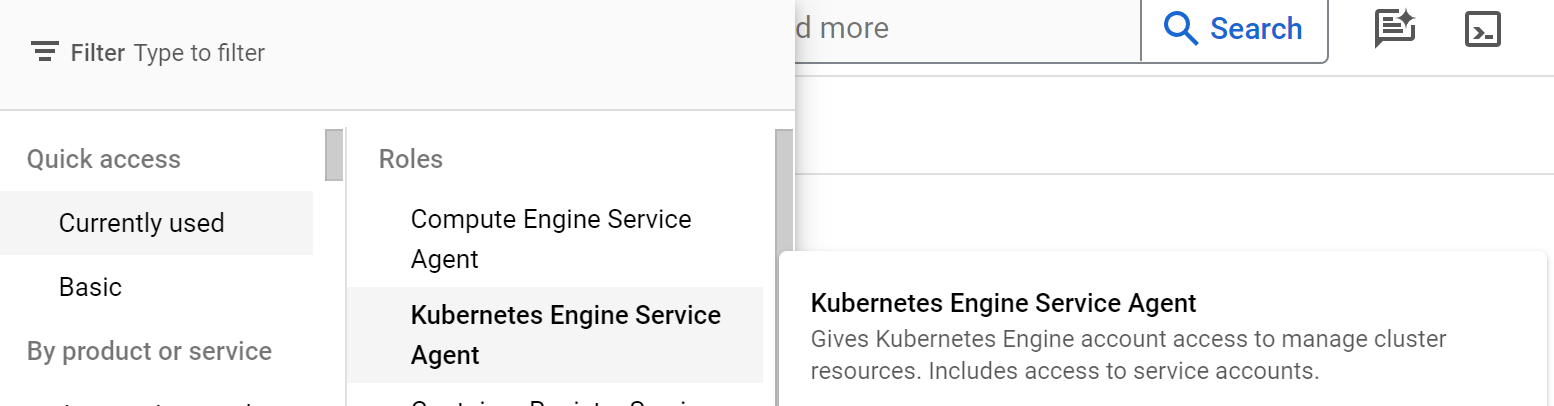 Filter Type to filter
d more
Search
Quick access
Currently used
Basic
By product or service
Roles
Compute Engine Service
Agent
Kubernetes Engine Service
Agent
Kubernetes Engine Service Agent
Gives Kubernetes Engine account access to manage cluster
resources. Includes access to service accounts.